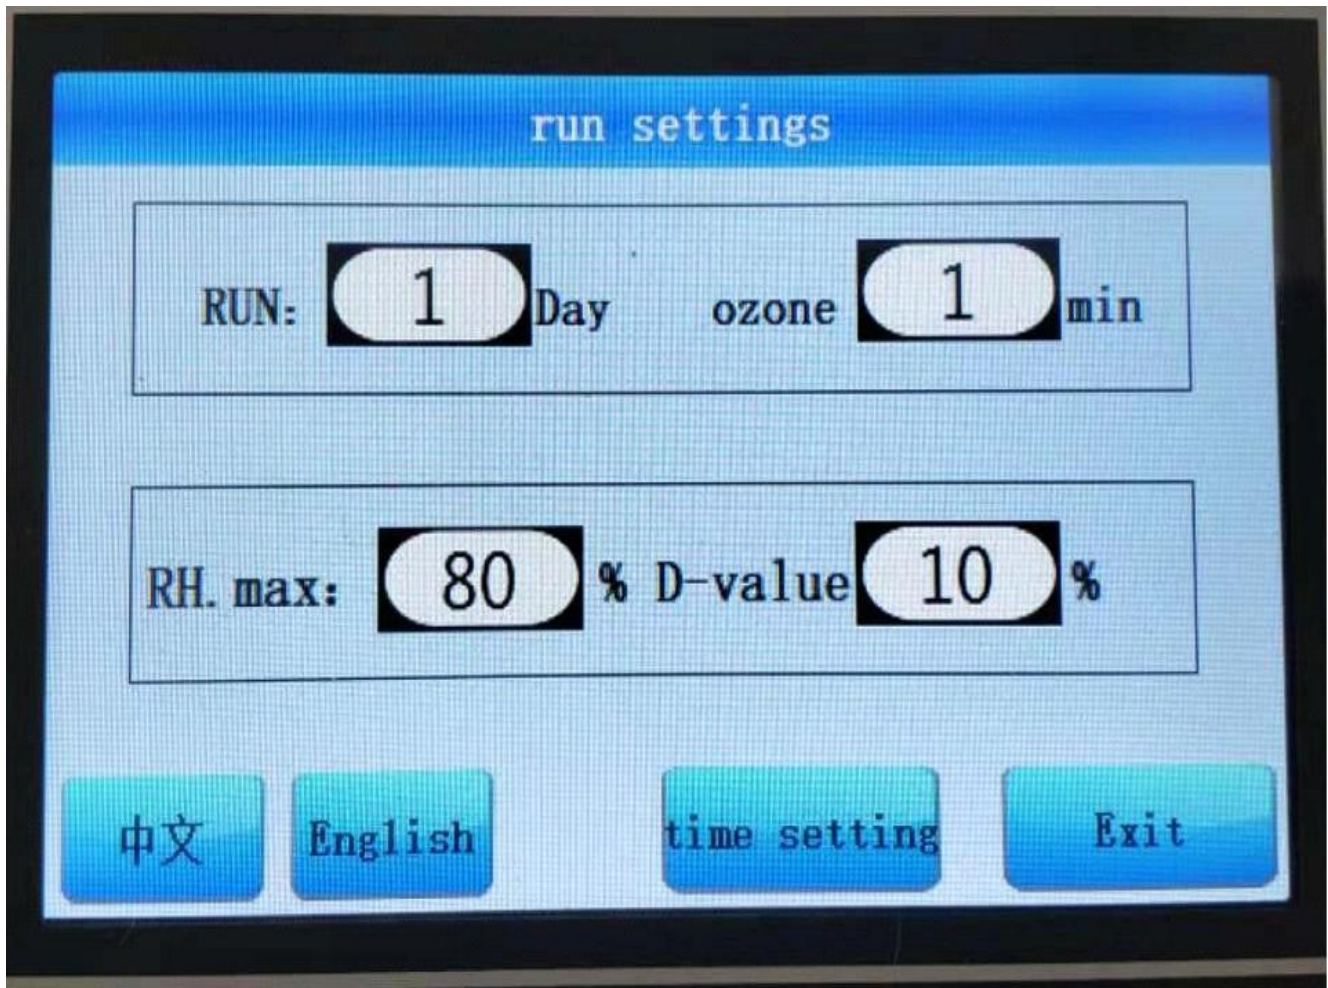 run settings
RUN: 1 Day ozone 1 min
RH. max: 80 % D-value 10 %
中文 English time setting Exit